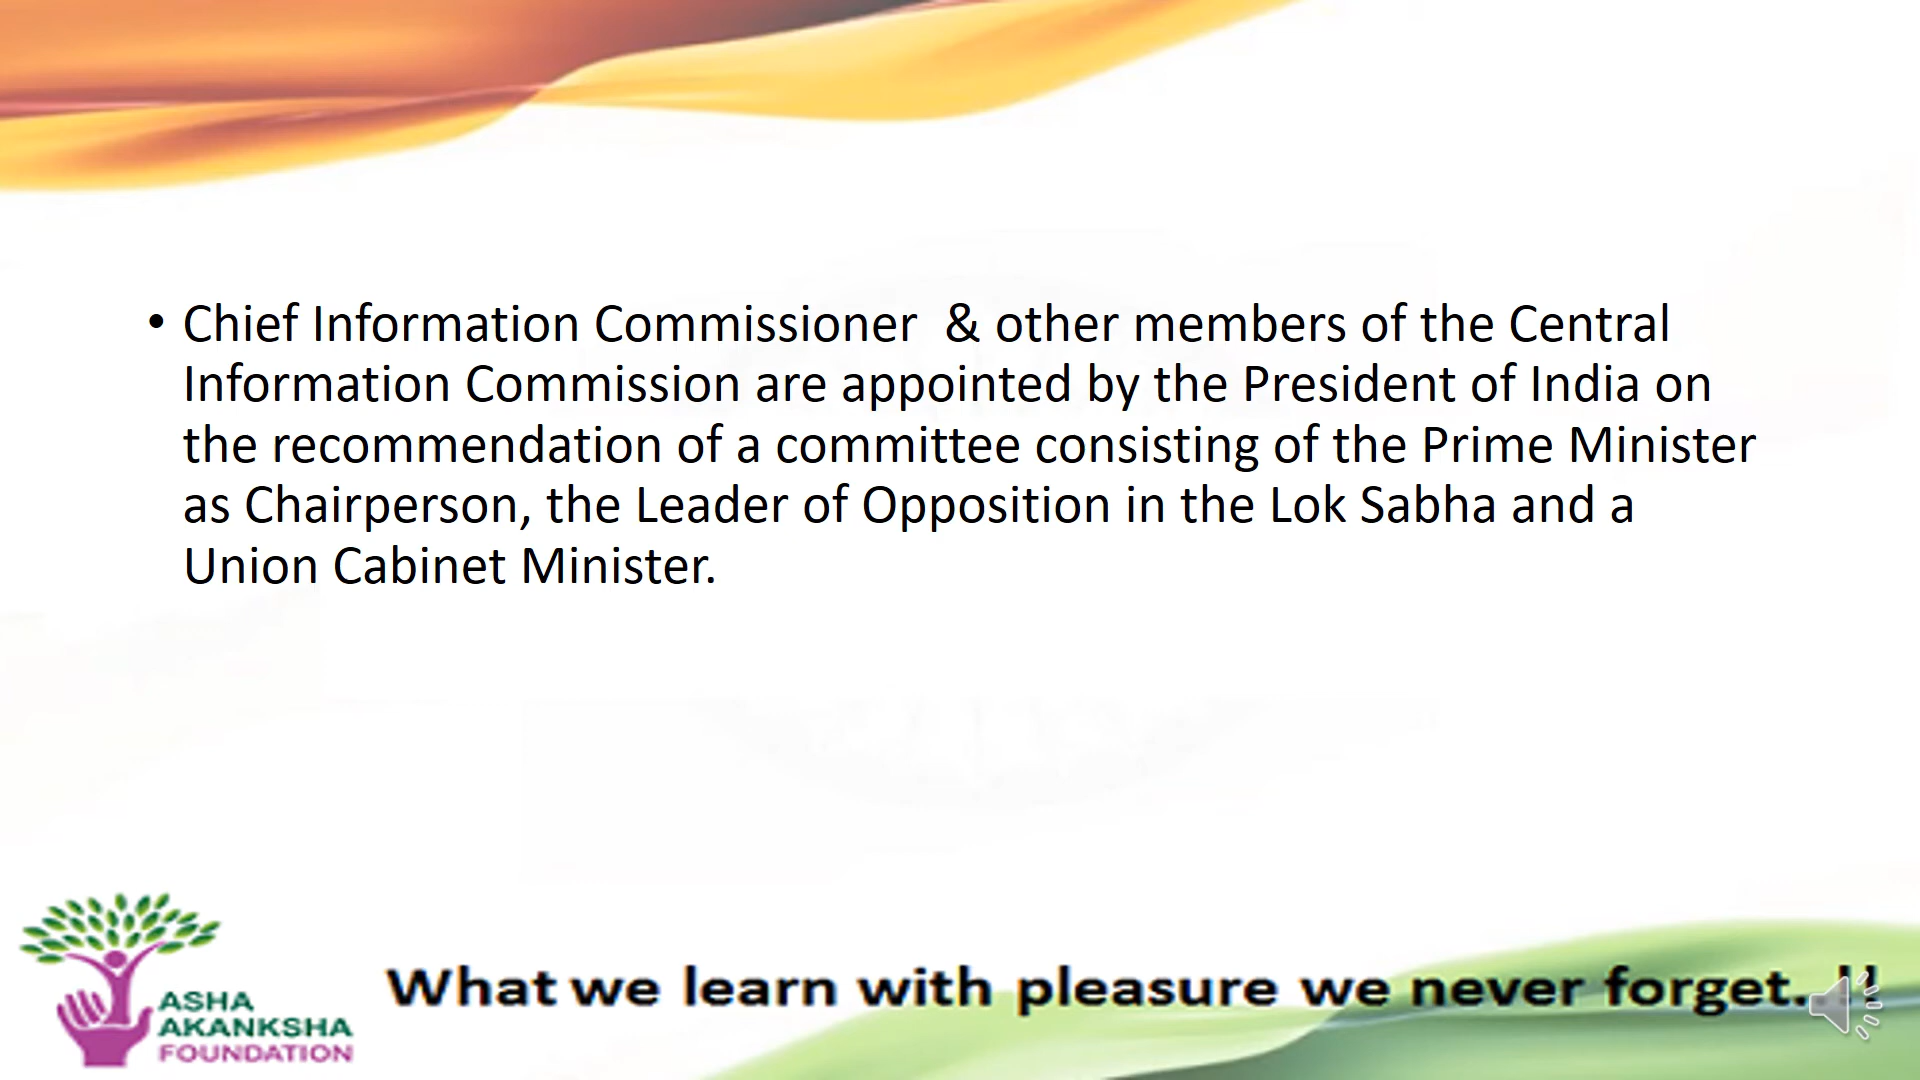 • Chief Information Commissioner  & other members of the Central
Information Commission are appointed by the President of India on
the recommendation of a committee consisting of the Prime Minister
as Chairperson, the Leader of Opposition in the Lok Sabha and a
Union Cabinet Minister.
What we learn with pleasure we never forget...!!
ASHA
AKANKSHA
FOUNDATION